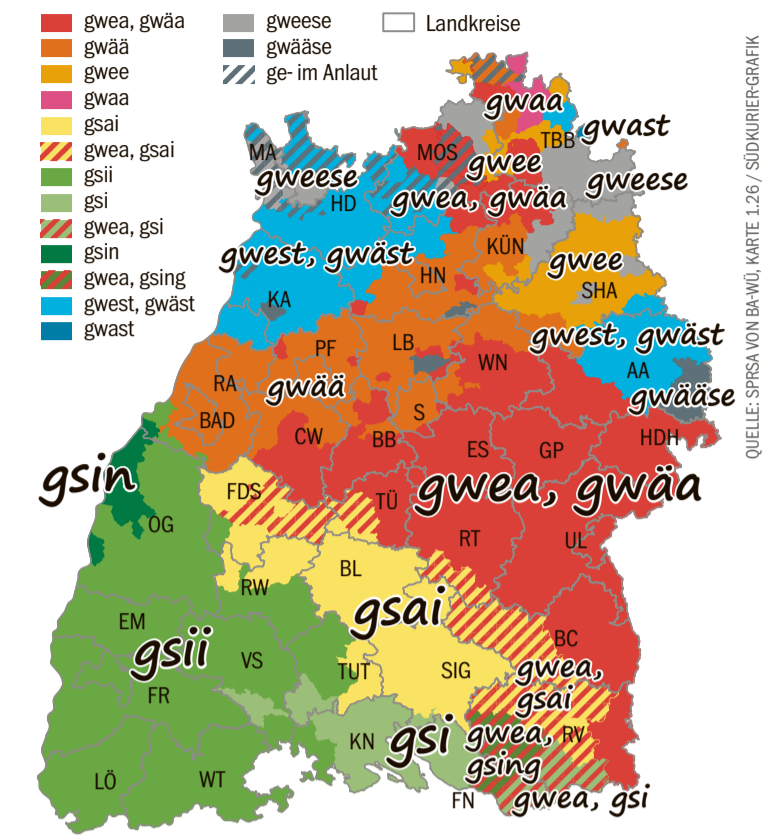 gwea, gwäa
gwää
gwee
gwaa
gsai
gwea, gsai
gsii
gsi
gwea, gsi
gsin
gwea, gsing
gwest, gwäst
gwast
gweese
gwääse
ge- im Anlaut
Landkreise
QUELLE: SPRSA VON BA-WÜ, KARTE 1.26 / SÜDKURIER-GRAFIK
gwaa
gwast
TBB
MA
MOS
gwee
gweese
gweese
HD
gwea, gwäa
KÜN
gwest, gwäst
gwee
HN
SHA
KA
gwest, gwäst
PF
LB
WN
AA
RA
gwää
gwääse
BAD
S
CW
BB
ES
GP
HDH
gsin
FDS
gwea, gwäa
TÜ
OG
RT
UL
BL
RW
gsai
EM
BC
gsii
VS
TUT
SIG
gwea,
gsai
FR
gsi
gwea,
gsing
RV
KN
LÖ
WT
FN
gwea, gsi